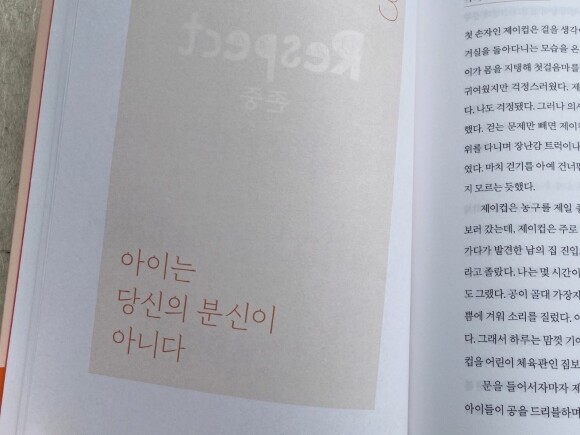 Respect
존중
아이는
당신의 분신이
아니다
첫 손자인 제이컵은 걸을 생각
거실을 돌아다니는 모습을 은
이가 몸을 지탱해 첫걸음마를
귀여웠지만 걱정스러웠다. 제
다. 나도 걱정됐다. 그러나 의사
했다. 걷는 문제만 빼면 제이
위를 다니며 장난감 트럭이나
였다. 마치 걷기를 아예 건너
지 모르는 듯했다.
제이컵은 농구를 제일 좋
보러 갔는데, 제이컵은 주로
가다가 발견한 남의 집 진입
라고 졸랐다. 나는 몇 시간이
도 그랬다. 공이 골대 가장자
쁨에 겨워 소리를 질렀다.
다. 그래서 하루는 맘껏 기
컵을 어린이 체육관인 짐보
문을 들어서자마자 제
아이들이 공을 드리블하며